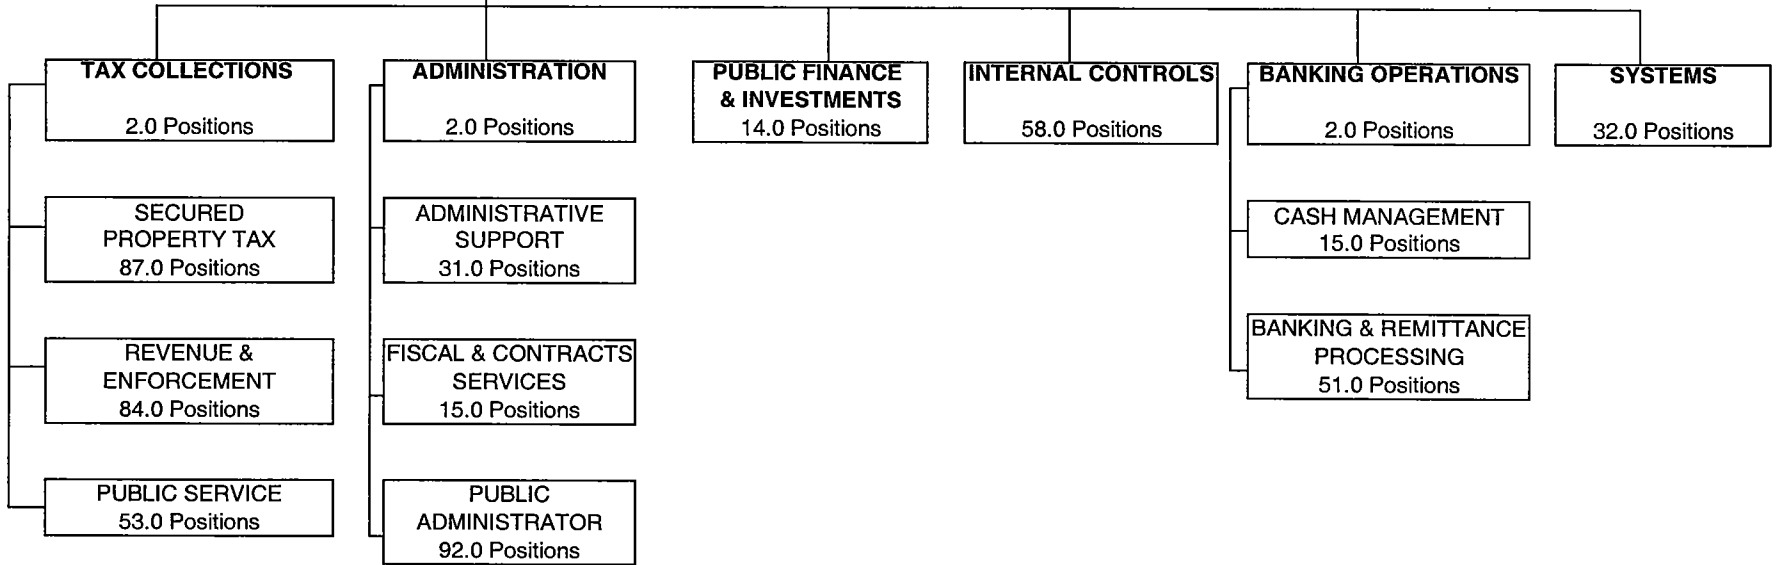 TAX COLLECTIONS
2.0 Positions
SECURED
PROPERTY TAX
87.0 Positions
REVENUE &
ENFORCEMENT
84.0 Positions
PUBLIC SERVICE
53.0 Positions
ADMINISTRATION
2.0 Positions
ADMINISTRATIVE
SUPPORT
31.0 Positions
FISCAL & CONTRACTS
SERVICES
15.0 Positions
PUBLIC
ADMINISTRATOR
92.0 Positions
PUBLIC FINANCE
& INVESTMENTS
14.0 Positions
INTERNAL CONTROLS
58.0 Positions
BANKING OPERATIONS
2.0 Positions
CASH MANAGEMENT
15.0 Positions
BANKING & REMITTANCE
PROCESSING
51.0 Positions
SYSTEMS
32.0 Positions